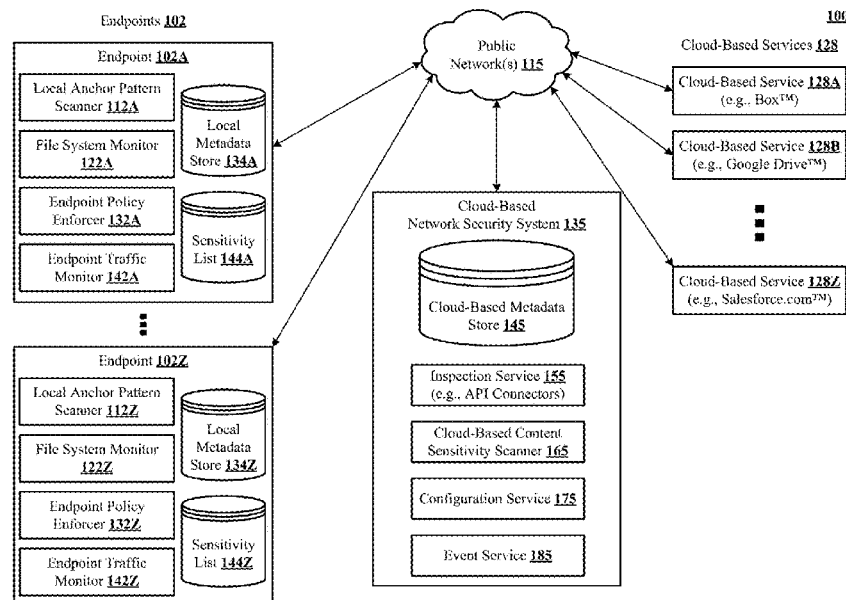 Endpoints 102
Endpoint 102A
Local Anchor Pattern
Scanner 112A
File System Monitor
122A
Endpoint Policy
Enforcer 132A
Endpoint Traffic
Monitor 142A
Local
Metadata
Store 134A
Sensitivity
List 144A
Endpoint 102Z
Local Anchor Pattern
Scanner 112Z
File System Monitor
122Z
Endpoint Policy
Enforcer 132Z
Endpoint Traffic
Monitor 142Z
Local
Metadata
Store 134Z
Sensitivity
List 144Z
Public
Network(s) 115
Cloud-Based
Network Security System 135
Cloud-Based Metadata
Store 145
Inspection Service 155
(e.g., API Connectors)
Cloud-Based Content
Sensitivity Scanner 165
Configuration Service 175
Event Service 185
100
Cloud-Based Services 128
Cloud-Based Service 128A
(e.g., Box™)
Cloud-Based Service 128B
(e.g., Google Drive™)
Cloud-Based Service 128Z
(e.g., Salesforce.com™)